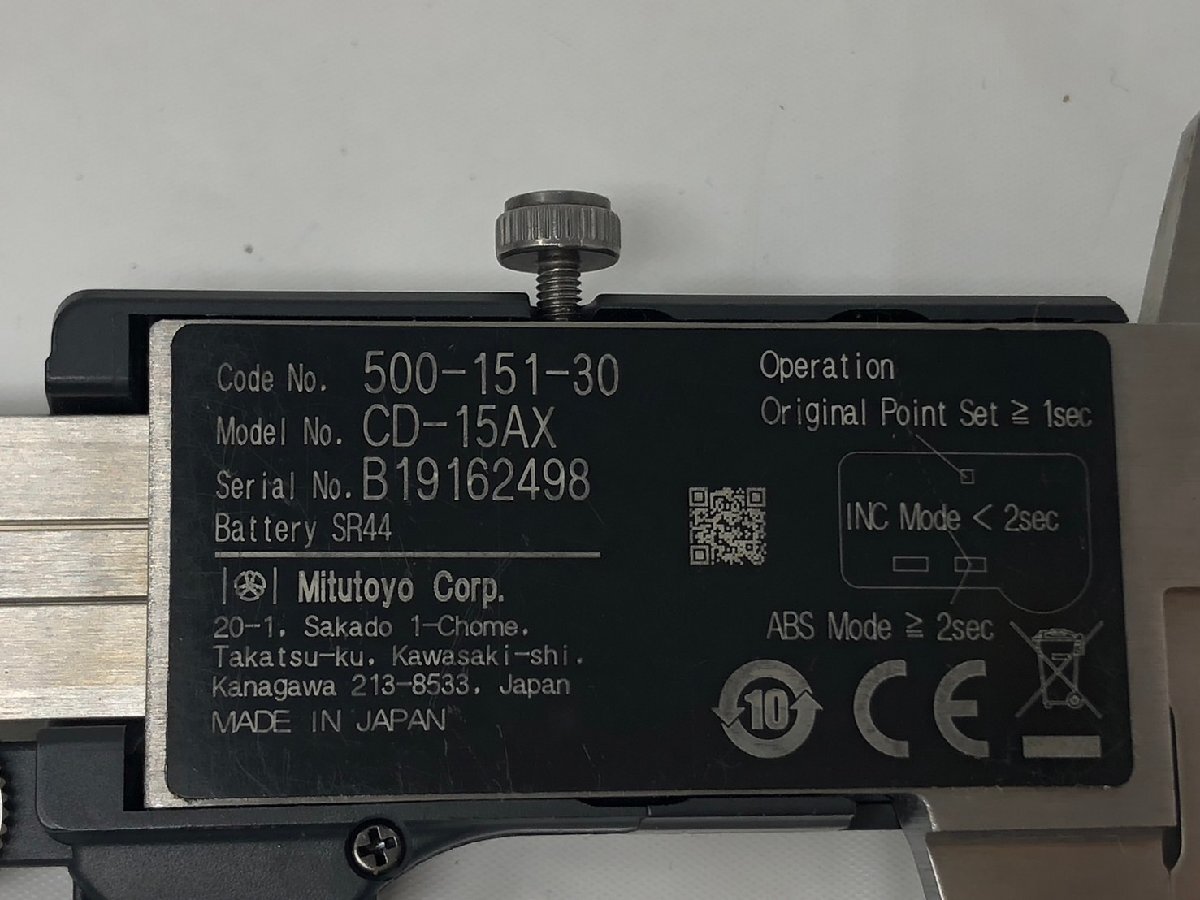 Code No. 500-151-30
Model No. CD-15AX
Serial No. B19162498
Battery SR44
Mitutoyo Corp.
20-1, Sakado 1-Chome,
Takatsu-ku, Kawasaki-shi,
Kanagawa 213-8533, Japan
MADE IN JAPAN
Operation
Original Point Set ≧ 1sec
INC Mode < 2sec
ABS Mode ≧ 2sec
10
CE